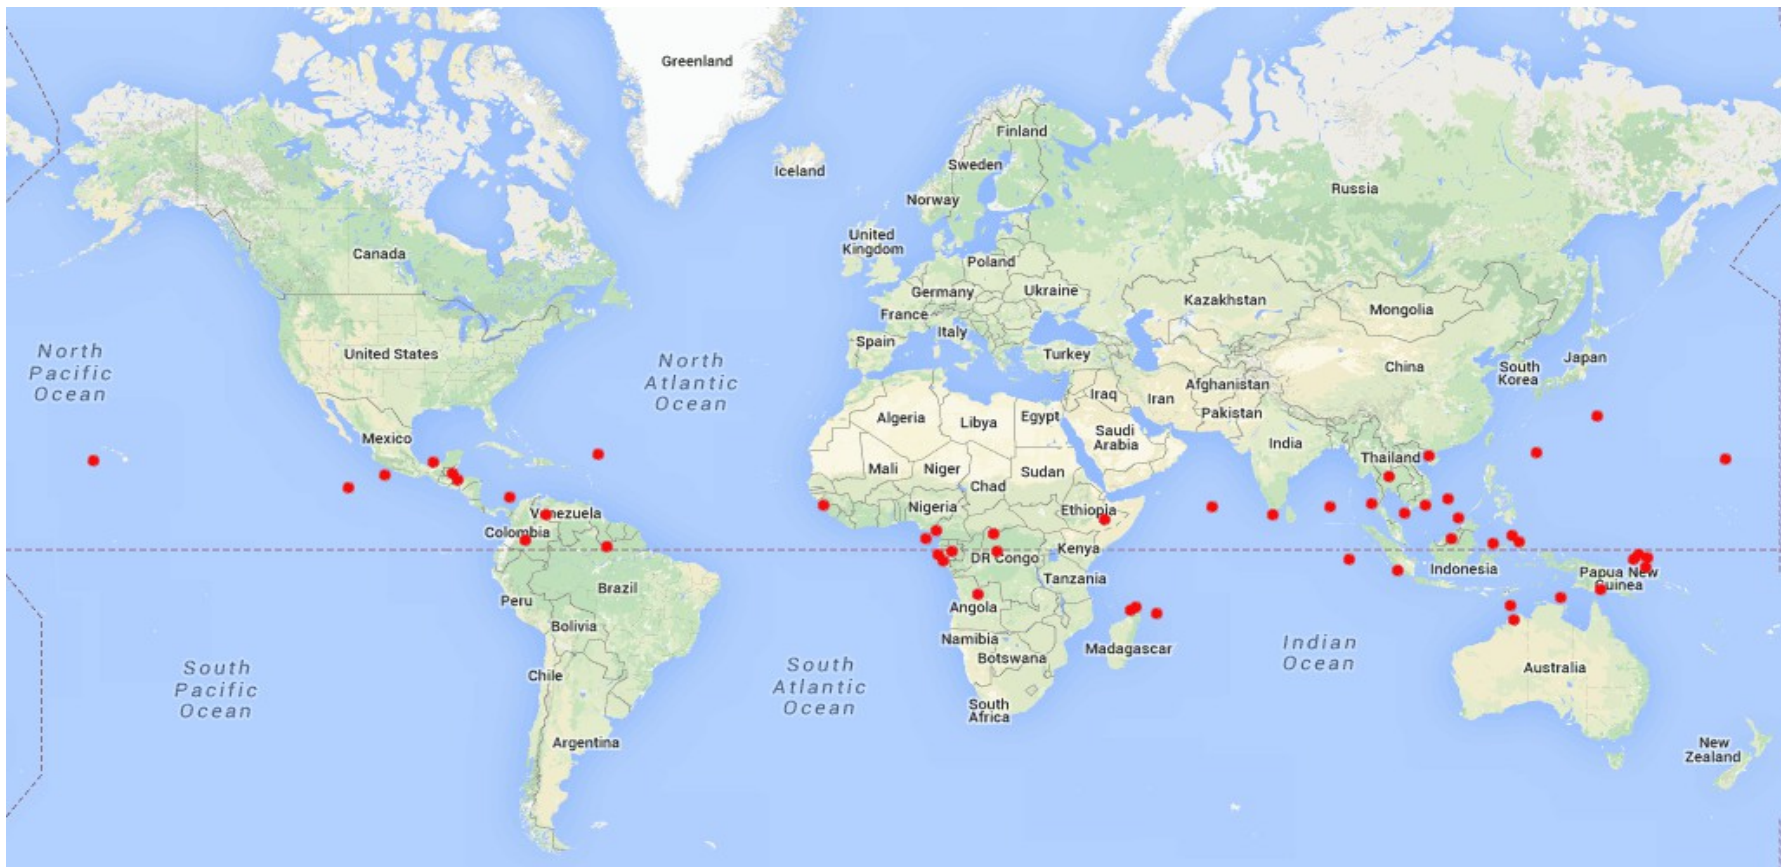 Greenland
Finland
Iceland
Sweden
Russia
Norway
United
Kingdom
Canada
Poland
Germany
Ukraine
Kazakhstan
Mongolia
France
Italy
Spain
Turkey
United States
North
Pacific
Ocean
North
Atlantic
Ocean
South
Korea
Japan
China
Afghanistan
Iraq
Iran
Pakistan
Algeria
Libya
Egypt
Saudi
Arabia
India
Mexico
Thailand
Mali
Niger
Sudan
Chad
Nigeria
Ethiopia
Venezuela
Colombia
Kenya
DR Congo
Indonesia
Papua New
Guinea
Tanzania
Brazil
Peru
Angola
Bolivia
Namibia
Botswana
Madagascar
Indian
Ocean
Australia
Chile
South
Pacific
Ocean
South
Atlantic
Ocean
South
Africa
Argentina
New
Zealand